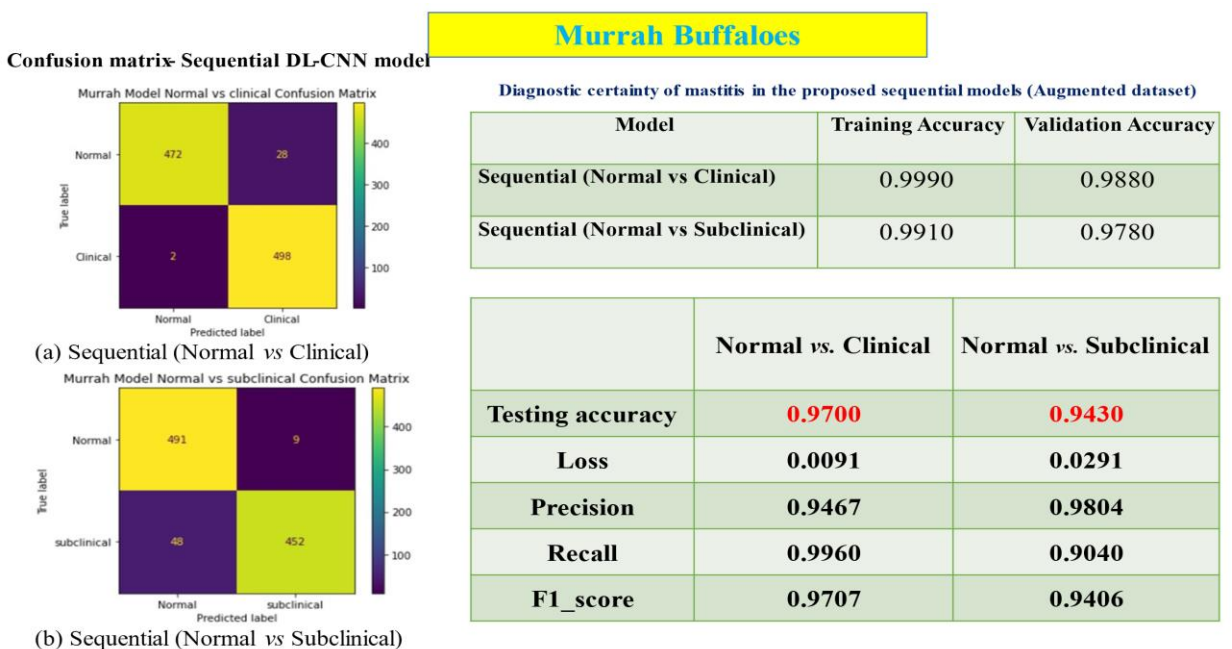 Murrah Buffaloes
Confusion matrix- Sequential DL-CNN model
Murrah Model Normal vs clinical Confusion Matrix
True label
Normal
472
28
Clinical
2
498
Normal
Clinical
Predicted label
400
300
200
100
(a) Sequential (Normal vs Clinical)
Murrah Model Normal vs subclinical Confusion Matrix
True label
Normal
491
9
subclinical
48
452
Normal
subclinical
Predicted label
400
300
200
100
(b) Sequential (Normal vs Subclinical)
Diagnostic certainty of mastitis in the proposed sequential models (Augmented dataset)
Model Training Accuracy Validation Accuracy
Sequential (Normal vs Clinical) 0.9990 0.9880
Sequential (Normal vs Subclinical) 0.9910 0.9780
Normal vs. Clinical Normal vs. Subclinical
Testing accuracy 0.9700 0.9430
Loss 0.0091 0.0291
Precision 0.9467 0.9804
Recall 0.9960 0.9040
F1_score 0.9707 0.9406